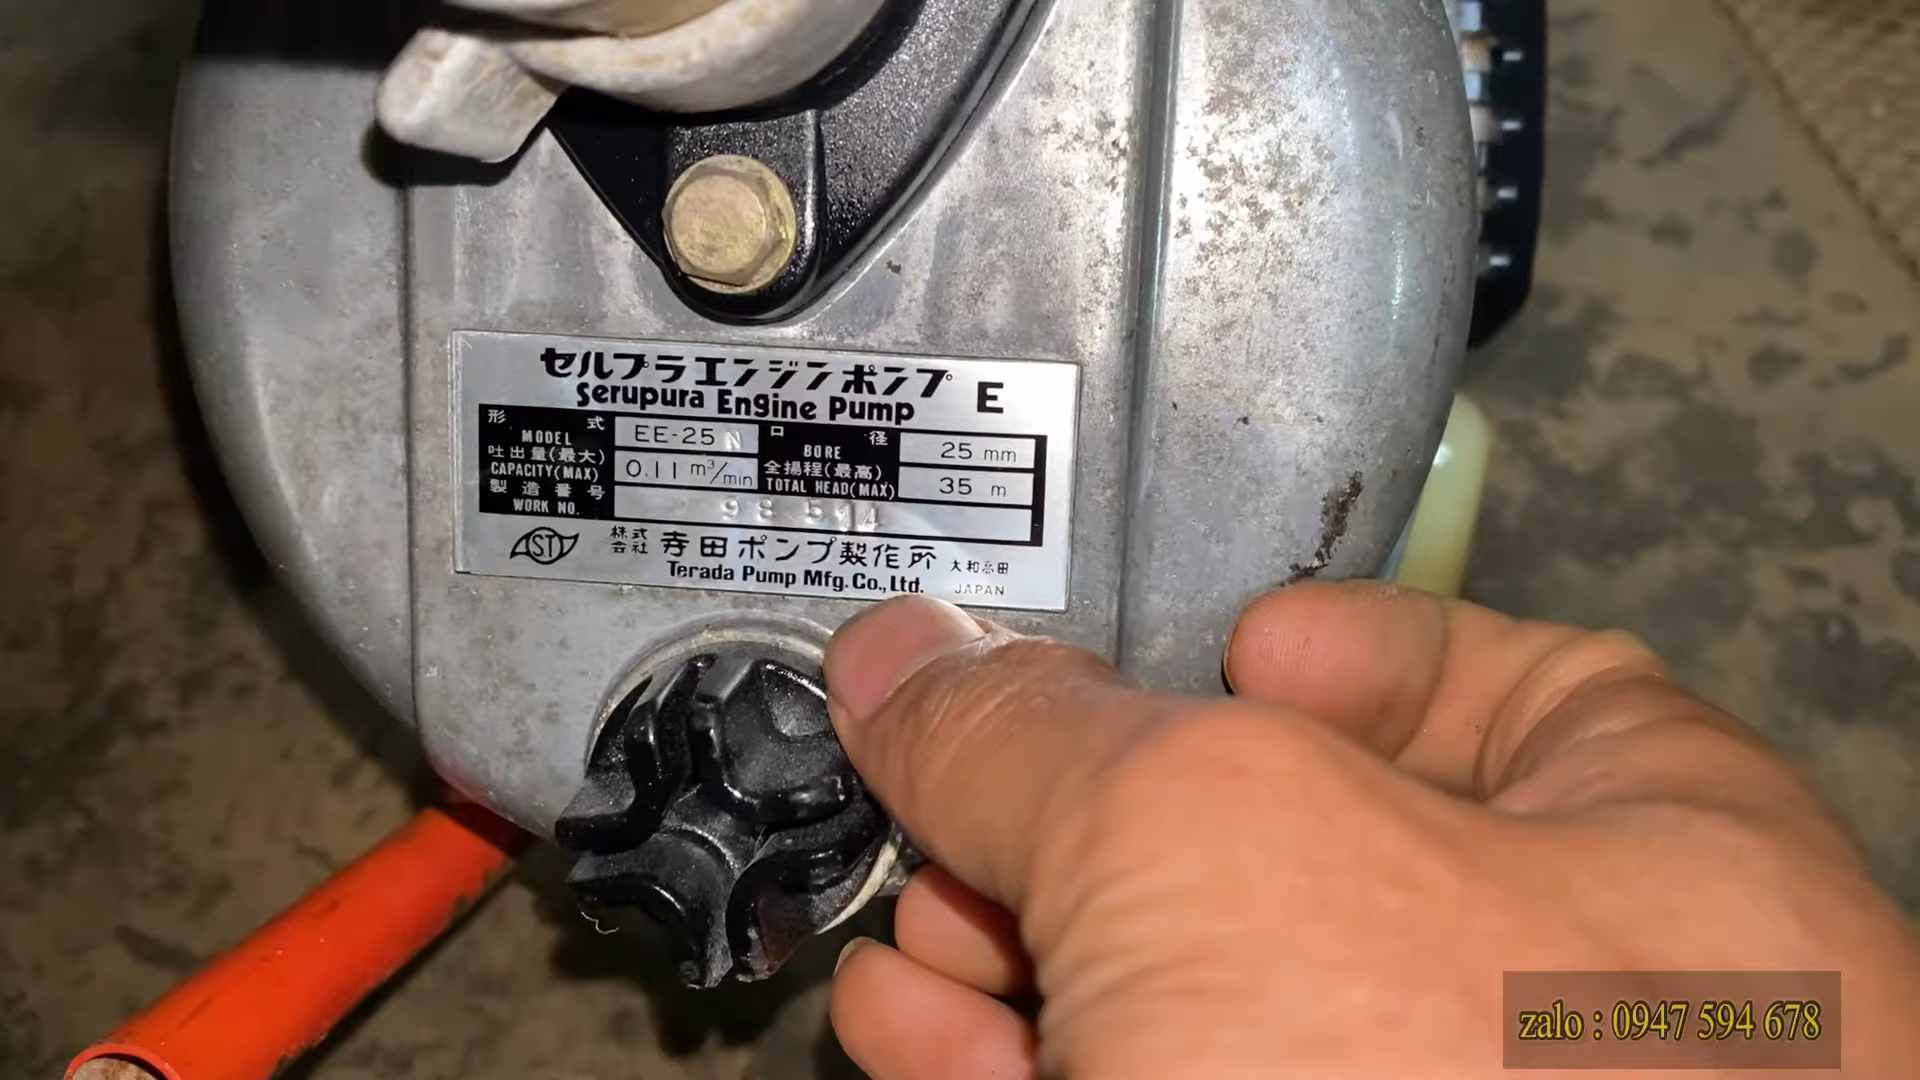 セルプラエンジンポンプ E
Serupura Engine Pump
形式 EE-25 N 口径 25 mm
MODEL BORE
吐出量(最大) 0.11 m³/min 全揚程(最高) 35 m
CAPACITY(MAX) TOTAL HEAD(MAX)
製造番号 98514
WORK NO.
ST 株式会社 寺田ポンプ製作所 大和高田
Terada Pump Mfg. Co., Ltd. JAPAN
zalo : 0947 594 678